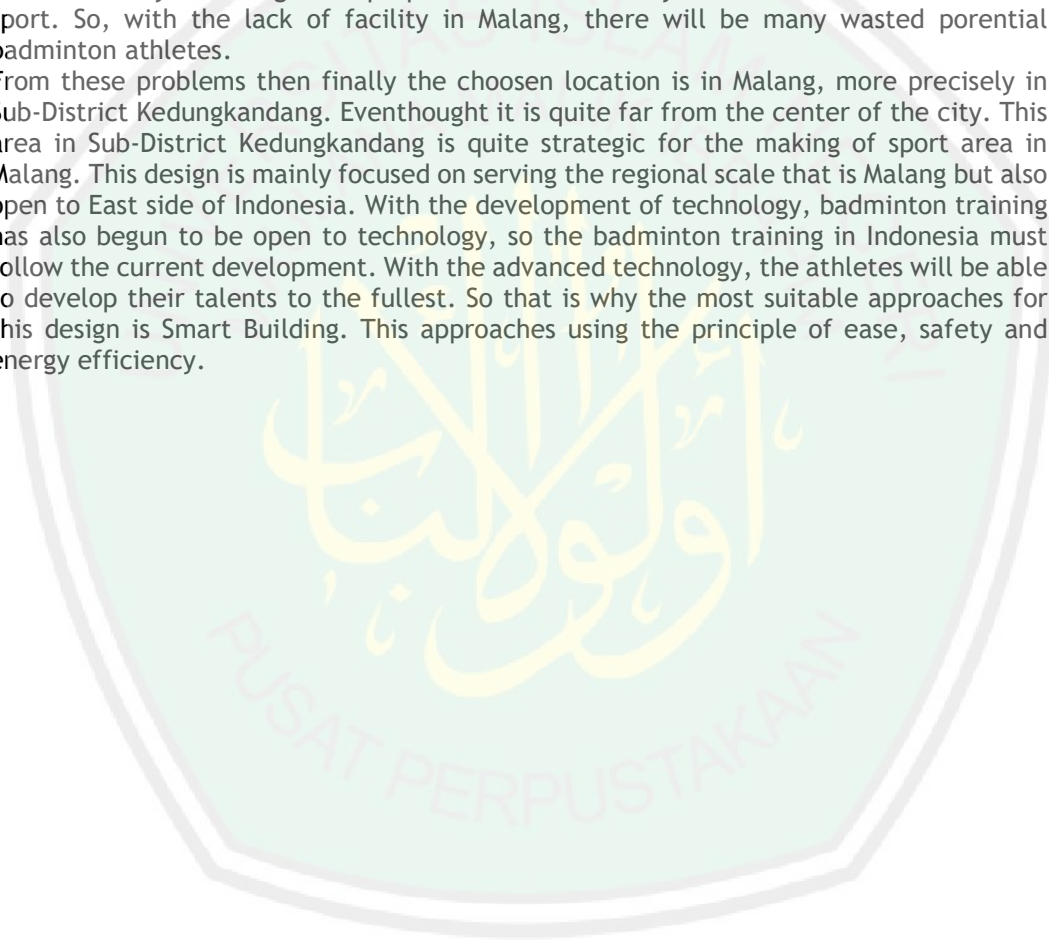 sport. So, with the lack of facility in Malang, there will be many wasted porential
badminton athletes.
From these problems then finally the choosen location is in Malang, more precisely in
Sub-District Kedungkandang. Eventhought it is quite far from the center of the city. This
area in Sub-District Kedungkandang is quite strategic for the making of sport area in
Malang. This design is mainly focused on serving the regional scale that is Malang but also
open to East side of Indonesia. With the development of technology, badminton training
has also begun to be open to technology, so the badminton training in Indonesia must
follow the current development. With the advanced technology, the athletes will be able
to develop their talents to the fullest. So that is why the most suitable approaches for
this design is Smart Building. This approaches using the principle of ease, safety and
energy efficiency.
أولوا الألباب
PUSAT PERPUSTAKAAN